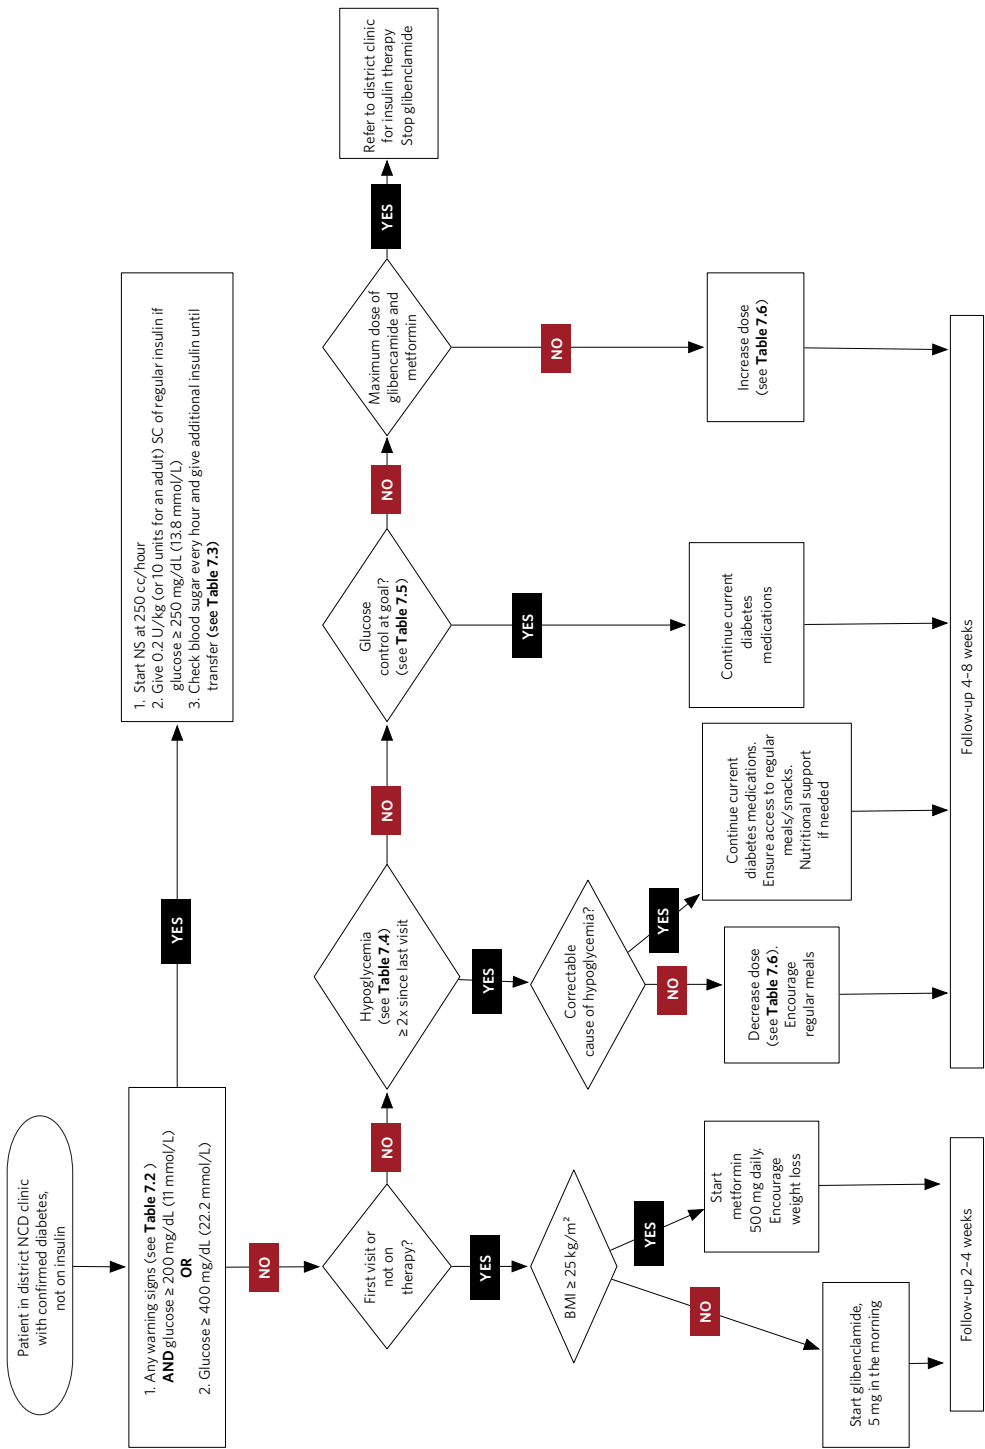 Patient in district NCD clinic
with confirmed diabetes,
not on insulin
1. Any warning signs (see Table 7.2 )
AND glucose ≥ 200 mg/dL (11 mmol/L)
OR
2. Glucose ≥ 400 mg/dL (22.2 mmol/L)
YES
1. Start NS at 250 cc/hour
2. Give 0.2 U/kg (or 10 units for an adult) SC of regular insulin if
glucose ≥ 250 mg/dL (13.8 mmol/L)
3. Check blood sugar every hour and give additional insulin until
transfer (see Table 7.3)
NO
First visit or
not on
therapy?
NO
Hypoglycemia
(see Table 7.4)
≥ 2x since last visit
NO
Glucose
control at goal?
(see Table 7.5)
NO
Maximum dose of
glibencamide and
metformin
YES
Refer to district clinic
for insulin therapy
Stop glibenclamide
YES
BMI ≥ 25 kg/m²
YES
Start
metformin
500 mg daily.
Encourage
weight loss
NO
Start glibenclamide,
5 mg in the morning
Follow-up 2–4 weeks
YES
Correctable
cause of hypoglycemia?
NO
Decrease dose
(see Table 7.6).
Encourage
regular meals
YES
Continue current
diabetes medications.
Ensure access to regular
meals/snacks.
Nutritional support
if needed
YES
Continue current
diabetes
medications
NO
Increase dose
(see Table 7.6)
Follow-up 4–8 weeks